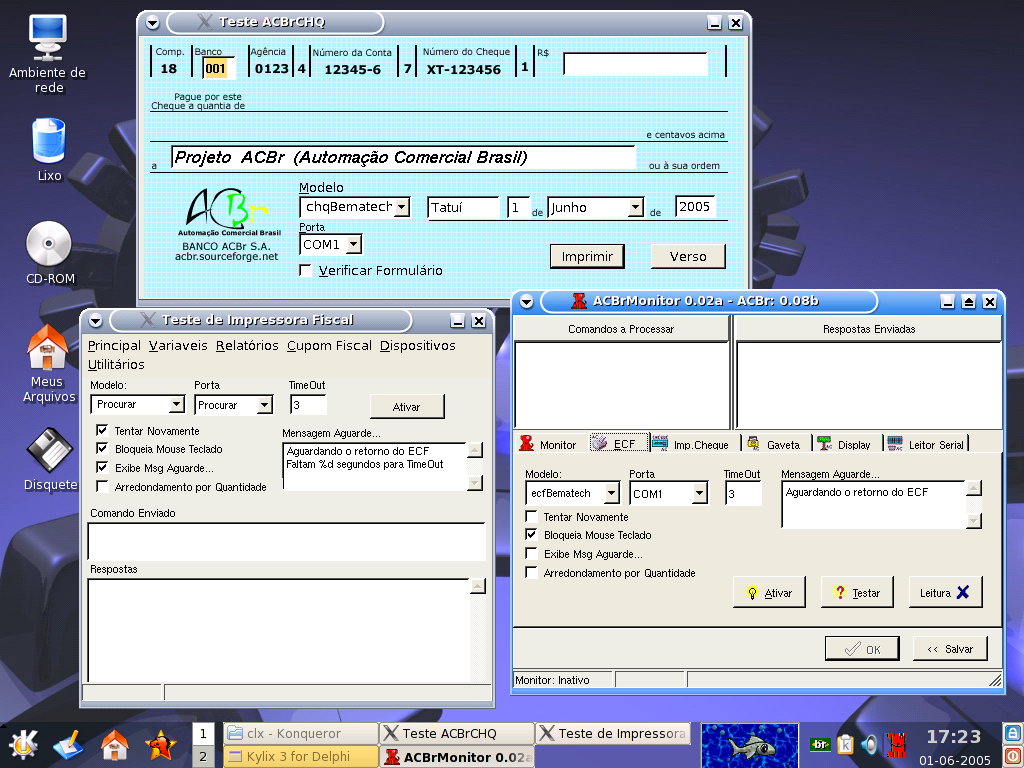 Ambiente de
rede
Lixo
CD-ROM
Meus
Arquivos
Disquete
Teste ACBrCHQ
Comp.
18
Banco
001
Agência
0123
4
Número da Conta
12345-6
7
Número do Cheque
XT-123456
1
R$
Pague por este
Cheque a quantia de
e centavos acima
a
Projeto ACBr (Automação Comercial Brasil)
ou à sua ordem
ACBr
Automação Comercial Brasil
BANCO ACBr S.A.
acbr.sourceforge.net
Modelo
chqBematech
Tatuí
1
de
Junho
de
2005
Porta
COM1
Verificar Formulário
Imprimir
Verso
Teste de Impressora Fiscal
Principal Variaveis Relatórios Cupom Fiscal Dispositivos
Utilitários
Modelo:
Porta
TimeOut
Procurar
Procurar
3
Ativar
Tentar Novamente
Bloqueia Mouse Teclado
Exibe Msg Aguarde...
Arredondamento por Quantidade
Mensagem Aguarde...
Aguardando o retorno do ECF
Faltam %d segundos para TimeOut
Comando Enviado
Respostas
ACBrMonitor 0.02a - ACBr: 0.08b
Comandos a Processar
Respostas Enviadas
Monitor
ECF
Imp.Cheque
Gaveta
Display
Leitor Serial
Modelo:
Porta
TimeOut
Mensagem Aguarde...
ecfBematech
COM1
3
Aguardando o retorno do ECF
Tentar Novamente
Bloqueia Mouse Teclado
Exibe Msg Aguarde...
Arredondamento por Quantidade
Ativar
Testar
Leitura
OK
<< Salvar
Monitor: Inativo
1
2
clx - Konqueror
Teste ACBrCHQ
Teste de Impressora
Kylix 3 for Delphi
ACBrMonitor 0.02a
br
k
17:23
01-06-2005